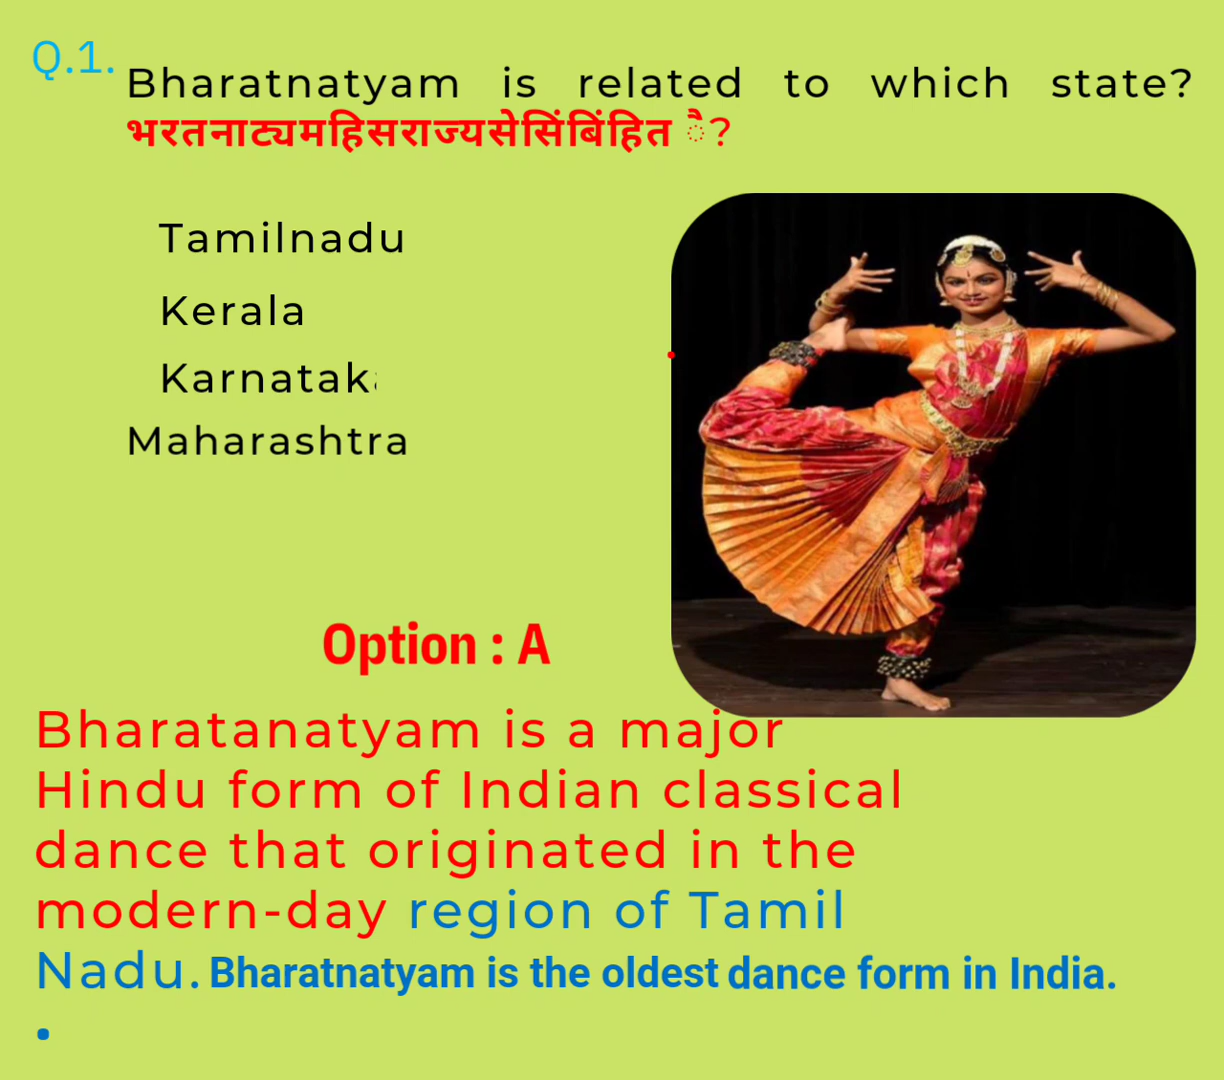 Q.1.
Bharatnatyam is related to which state?
भरतनाट्यमहिसराज्यसेसिंबिंहित ै?
Tamilnadu
Kerala
Karnataka
Maharashtra
Option : A
Bharatanatyam is a major
Hindu form of Indian classical
dance that originated in the
modern-day region of Tamil
Nadu. Bharatnatyam is the oldest dance form in India.